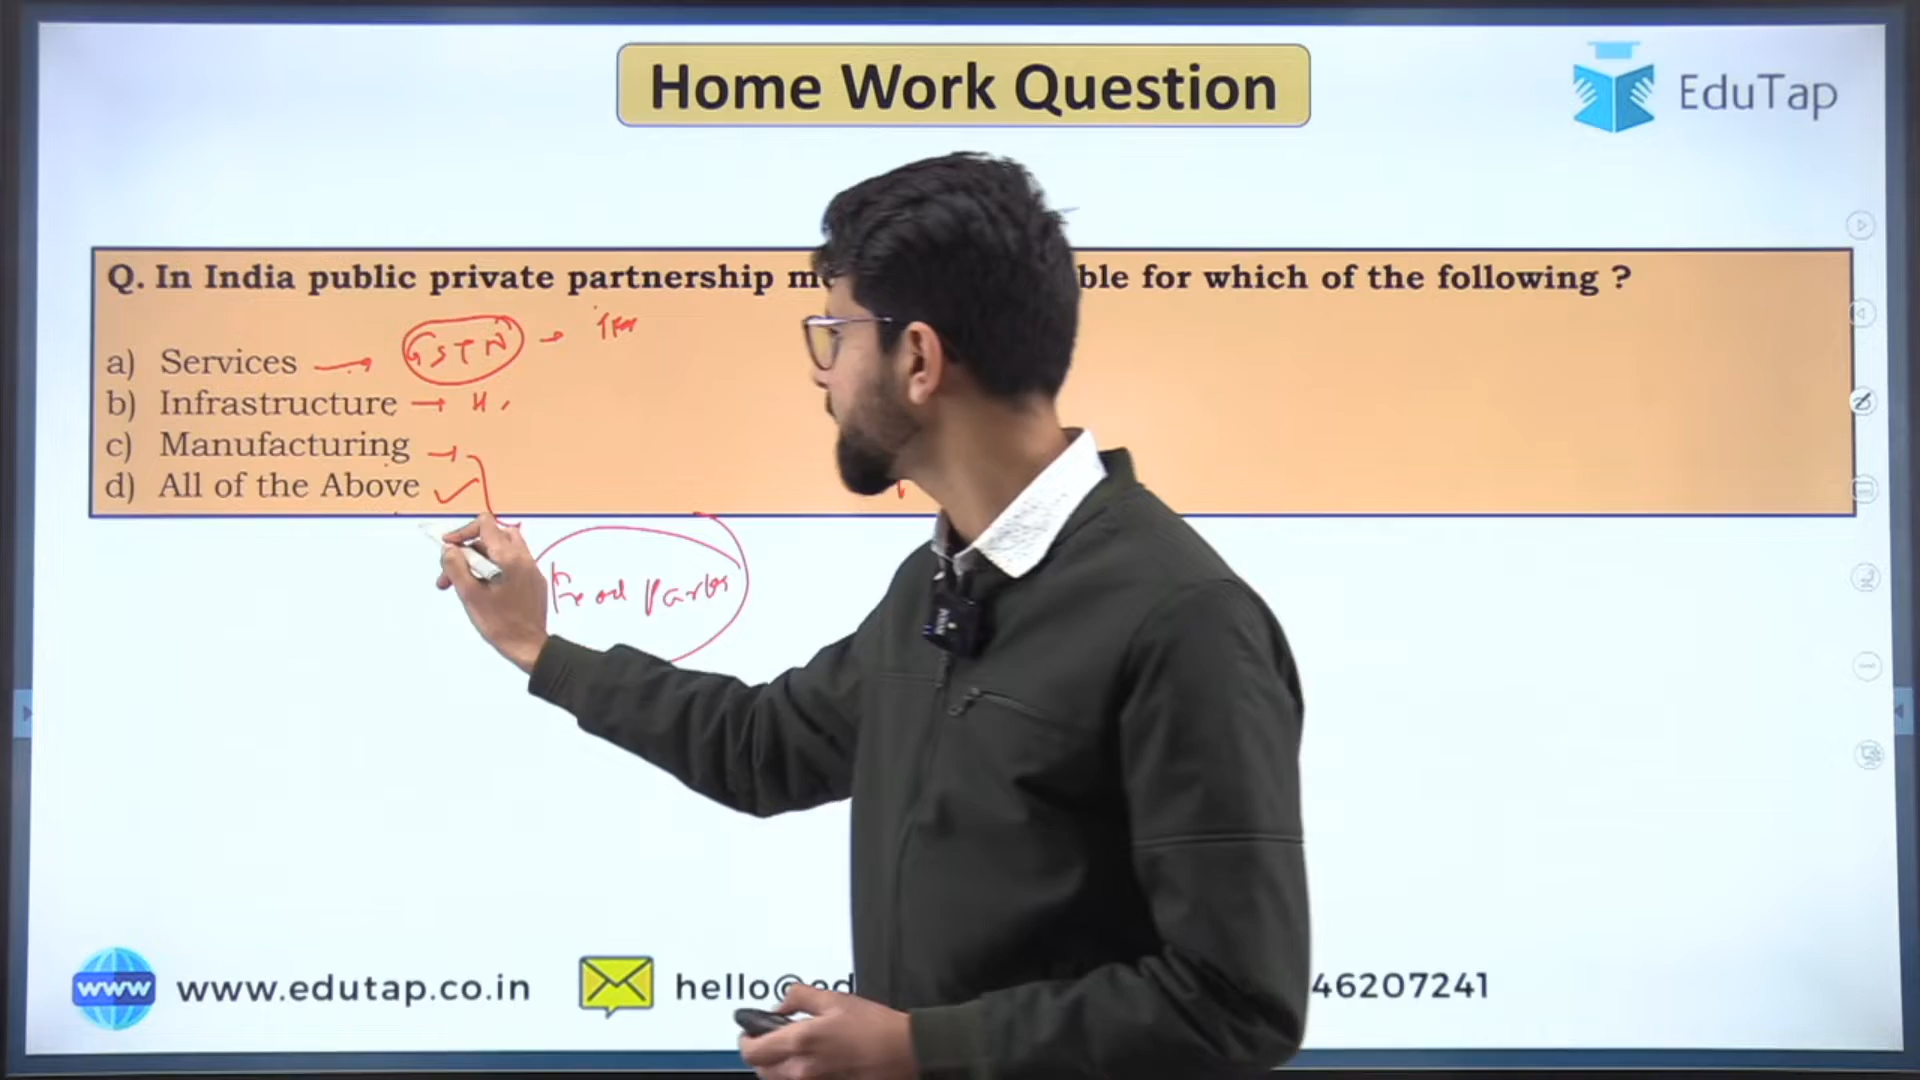 Home Work Question
EduTap
Q. In India public private partnership m ble for which of the following ?
a) Services → GSTN →
b) Infrastructure → H
c) Manufacturing →
d) All of the Above ✓
Food Parks
www www.edutap.co.in hello@ed 46207241